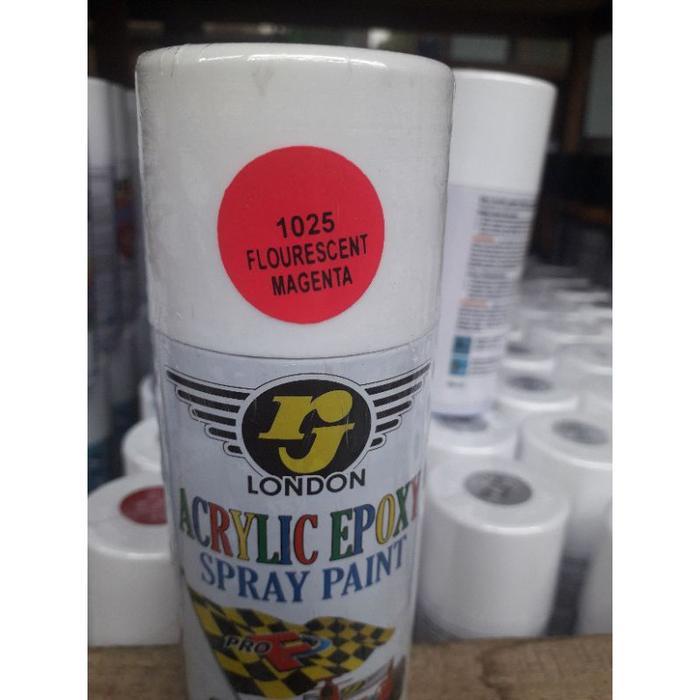 1025
FLOURESCENT
MAGENTA
rj
LONDON
ACRYLIC EPOXY
SPRAY PAINT
PRO